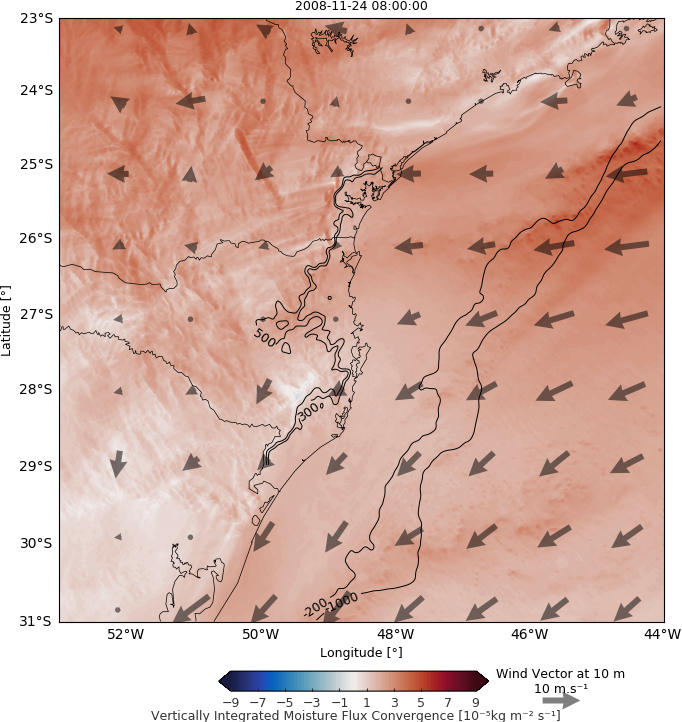 2008-11-24 08:00:00
23°S
24°S
25°S
26°S
27°S
28°S
29°S
30°S
31°S
Latitude [°]
500
300
-200
-1000
52°W 50°W 48°W 46°W 44°W
Longitude [°]
−9 −7 −5 −3 −1 1 3 5 7 9
Vertically Integrated Moisture Flux Convergence [10⁻⁵kg m⁻² s⁻¹]
Wind Vector at 10 m
10 m.s⁻¹